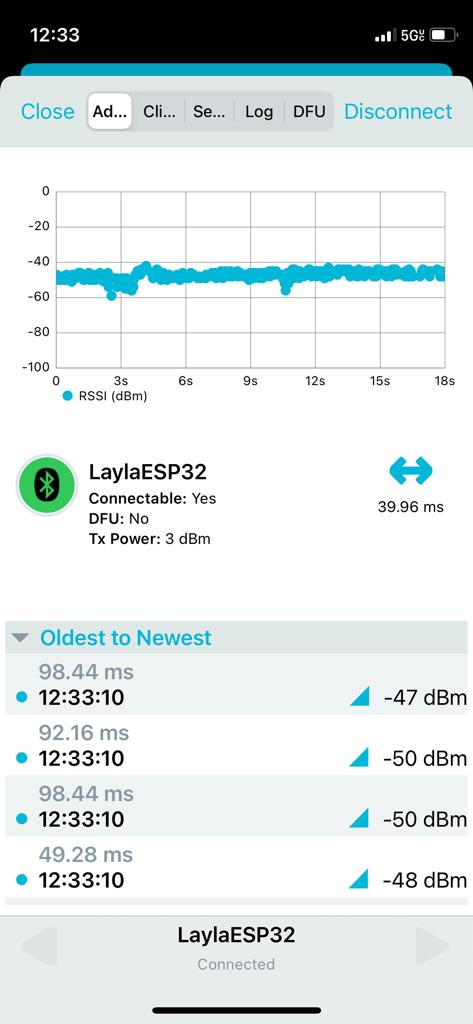 12:33
5G UC
Close Ad... Cli... Se... Log DFU Disconnect
0
-20
-40
-60
-80
-100
0 3s 6s 9s 12s 15s 18s
RSSI (dBm)
LaylaESP32
Connectable: Yes
DFU: No
Tx Power: 3 dBm
39.96 ms
Oldest to Newest
98.44 ms
12:33:10 -47 dBm
92.16 ms
12:33:10 -50 dBm
98.44 ms
12:33:10 -50 dBm
49.28 ms
12:33:10 -48 dBm
LaylaESP32
Connected